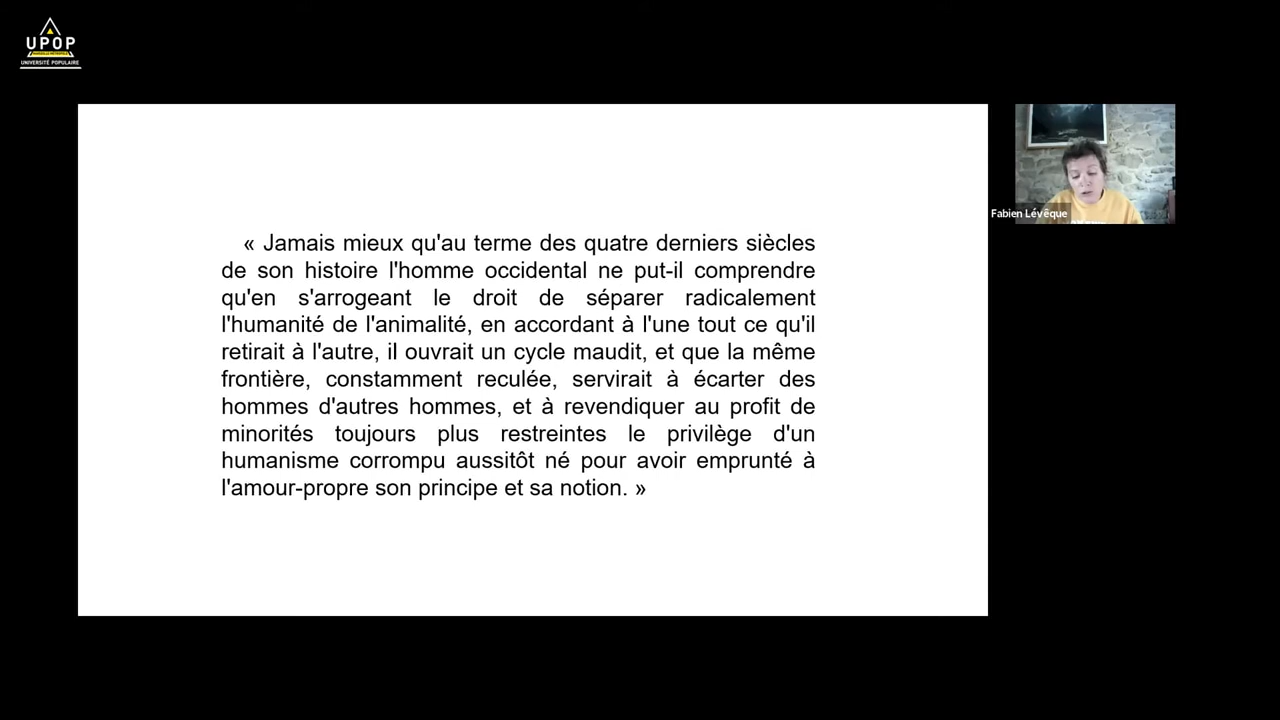 UPOP
UNIVERSITÉ POPULAIRE
« Jamais mieux qu'au terme des quatre derniers siècles
de son histoire l'homme occidental ne put-il comprendre
qu'en s'arrogeant le droit de séparer radicalement
l'humanité de l'animalité, en accordant à l'une tout ce qu'il
retirait à l'autre, il ouvrait un cycle maudit, et que la même
frontière, constamment reculée, servirait à écarter des
hommes d'autres hommes, et à revendiquer au profit de
minorités toujours plus restreintes le privilège d'un
humanisme corrompu aussitôt né pour avoir emprunté à
l'amour-propre son principe et sa notion. »
Fabien Lévêque